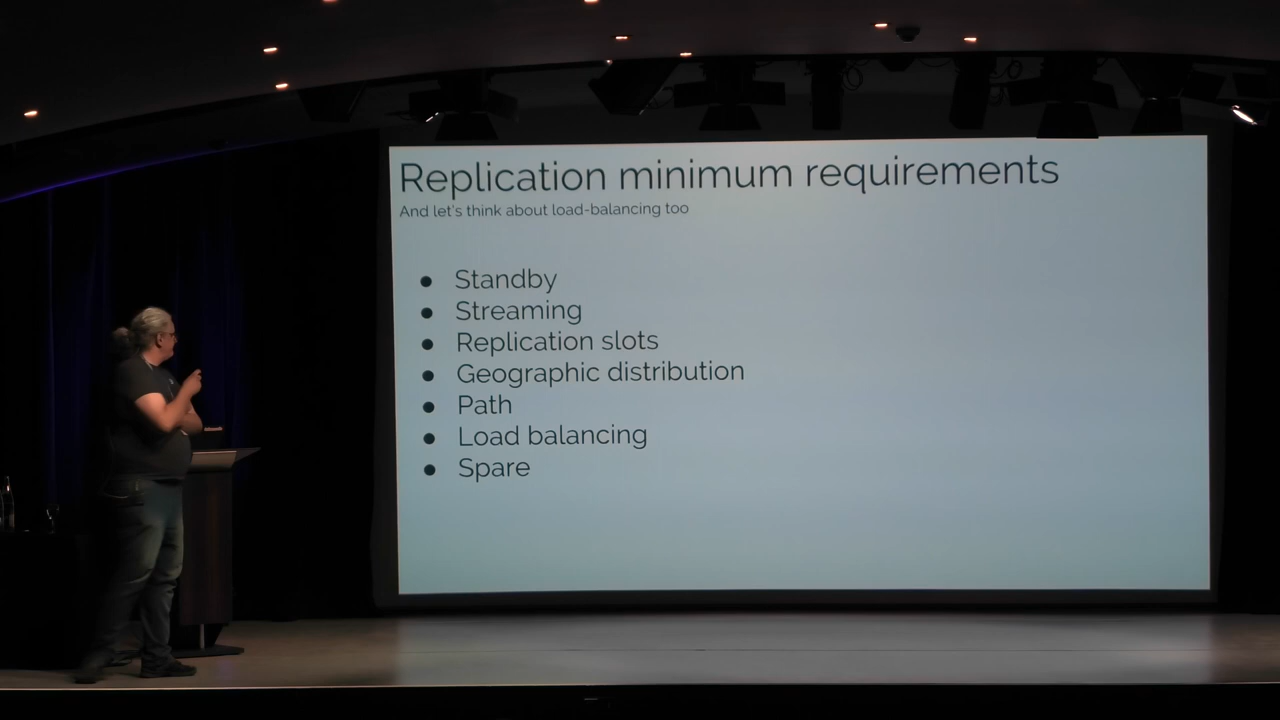 Replication minimum requirements
And let's think about load-balancing too
● Standby
● Streaming
● Replication slots
● Geographic distribution
● Path
● Load balancing
● Spare